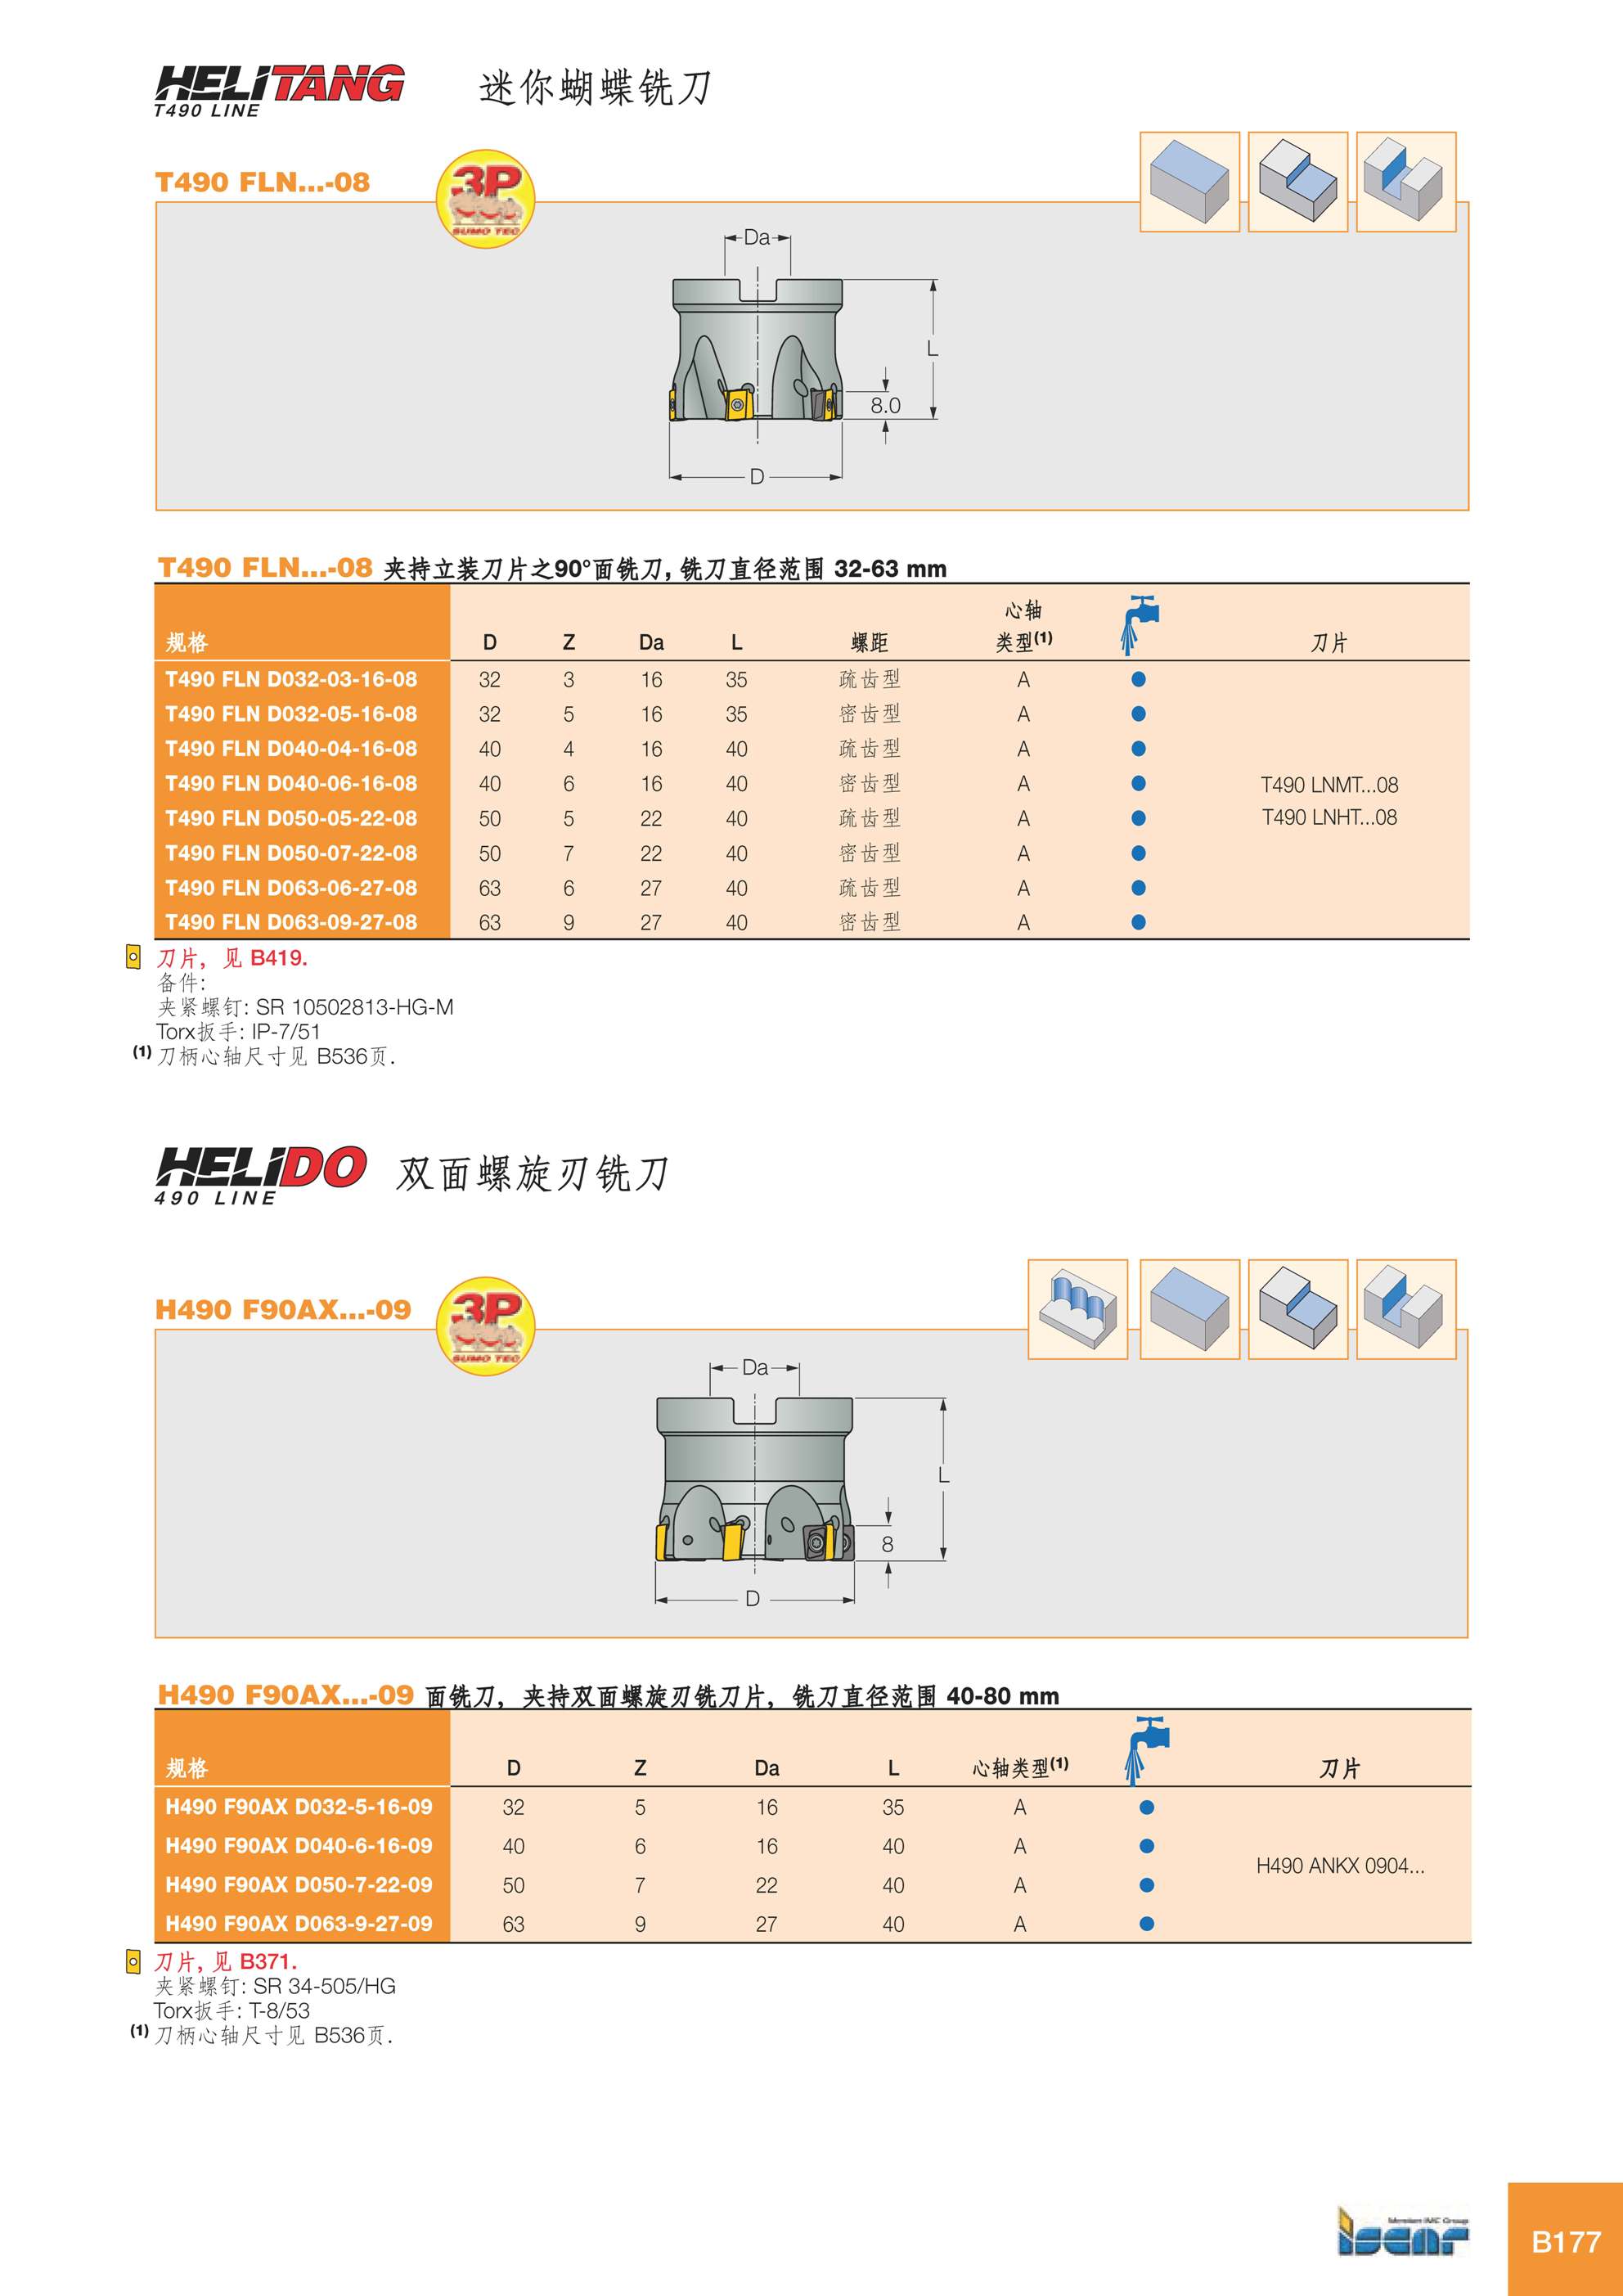 HELITANG 迷你蝴蝶铣刀
T490 LINE
T490 FLN...-08
3P
SUMO TEC
Da
L
8.0
D
T490 FLN...-08 夹持立装刀片之90°面铣刀, 铣刀直径范围 32-63 mm
规格 D Z Da L 螺距 心轴类型(1) 刀片
T490 FLN D032-03-16-08 32 3 16 35 疏齿型 A ●
T490 FLN D032-05-16-08 32 5 16 35 密齿型 A ●
T490 FLN D040-04-16-08 40 4 16 40 疏齿型 A ●
T490 FLN D040-06-16-08 40 6 16 40 密齿型 A ● T490 LNMT...08
T490 FLN D050-05-22-08 50 5 22 40 疏齿型 A ● T490 LNHT...08
T490 FLN D050-07-22-08 50 7 22 40 密齿型 A ●
T490 FLN D063-06-27-08 63 6 27 40 疏齿型 A ●
T490 FLN D063-09-27-08 63 9 27 40 密齿型 A ●
刀片, 见 B419.
备件:
夹紧螺钉: SR 10502813-HG-M
Torx扳手: IP-7/51
(1) 刀柄心轴尺寸见 B536页.
HELIDO 双面螺旋刃铣刀
490 LINE
H490 F90AX...-09
3P
SUMO TEC
Da
L
8
D
H490 F90AX...-09 面铣刀, 夹持双面螺旋刃铣刀片, 铣刀直径范围 40-80 mm
规格 D Z Da L 心轴类型(1) 刀片
H490 F90AX D032-5-16-09 32 5 16 35 A ●
H490 F90AX D040-6-16-09 40 6 16 40 A ●
H490 ANKX 0904...
H490 F90AX D050-7-22-09 50 7 22 40 A ●
H490 F90AX D063-9-27-09 63 9 27 40 A ●
刀片, 见 B371.
夹紧螺钉: SR 34-505/HG
Torx扳手: T-8/53
(1) 刀柄心轴尺寸见 B536页.
Member IMC Group
iscar
B177